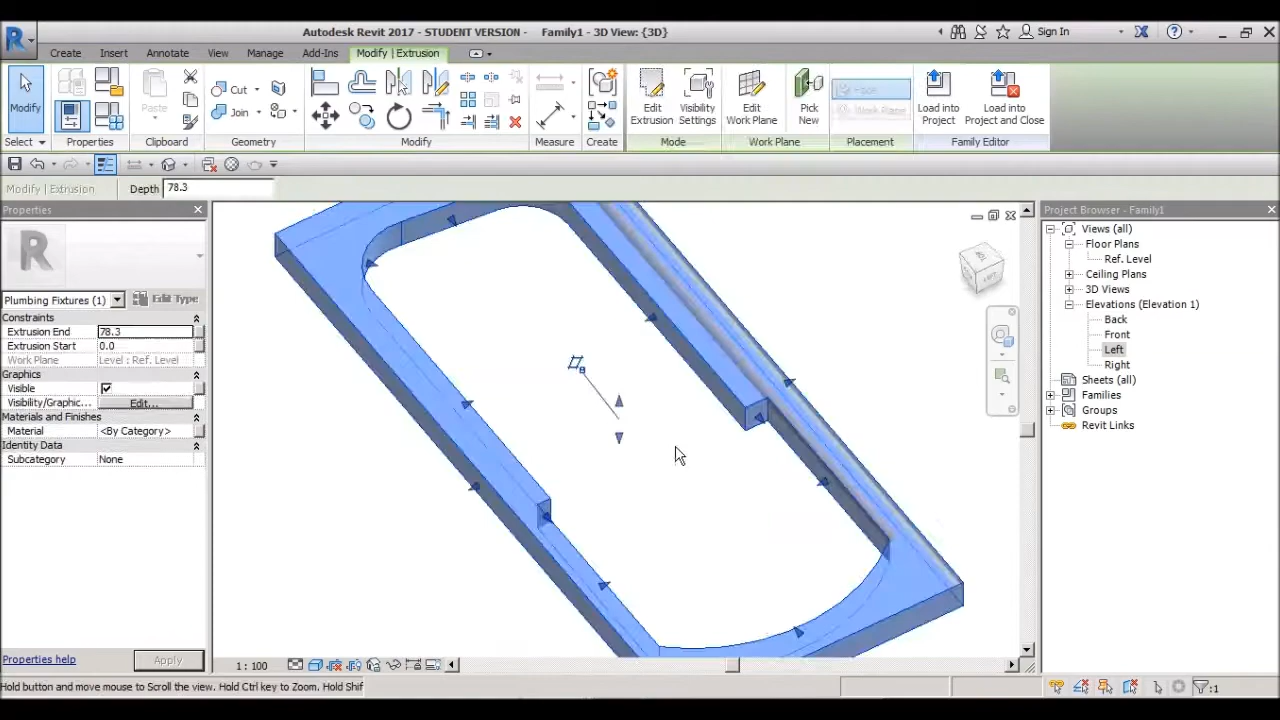 Autodesk Revit 2017 - STUDENT VERSION - Family1 - 3D View: {3D}
Sign In
Create Insert Annotate View Manage Add-Ins Modify | Extrusion
Modify
Paste
Cut
Join
Edit Extrusion
Visibility Settings
Edit Work Plane
Pick New
Face
Work Plane
Load into Project
Load into Project and Close
Select Properties Clipboard Geometry Modify Measure Create Mode Work Plane Placement Family Editor
Modify | Extrusion Depth 78.3
Properties
Plumbing Fixtures (1) Edit Type
Constraints
Extrusion End 78.3
Extrusion Start 0.0
Work Plane Level : Ref. Level
Graphics
Visible
Visibility/Graphic... Edit...
Materials and Finishes
Material <By Category>
Identity Data
Subcategory None
Properties help Apply
TOP
LEFT
1 : 100
Project Browser - Family1
Views (all)
Floor Plans
Ref. Level
Ceiling Plans
3D Views
Elevations (Elevation 1)
Back
Front
Left
Right
Sheets (all)
Families
Groups
Revit Links
Hold button and move mouse to Scroll the view. Hold Ctrl key to Zoom. Hold Shif
:1